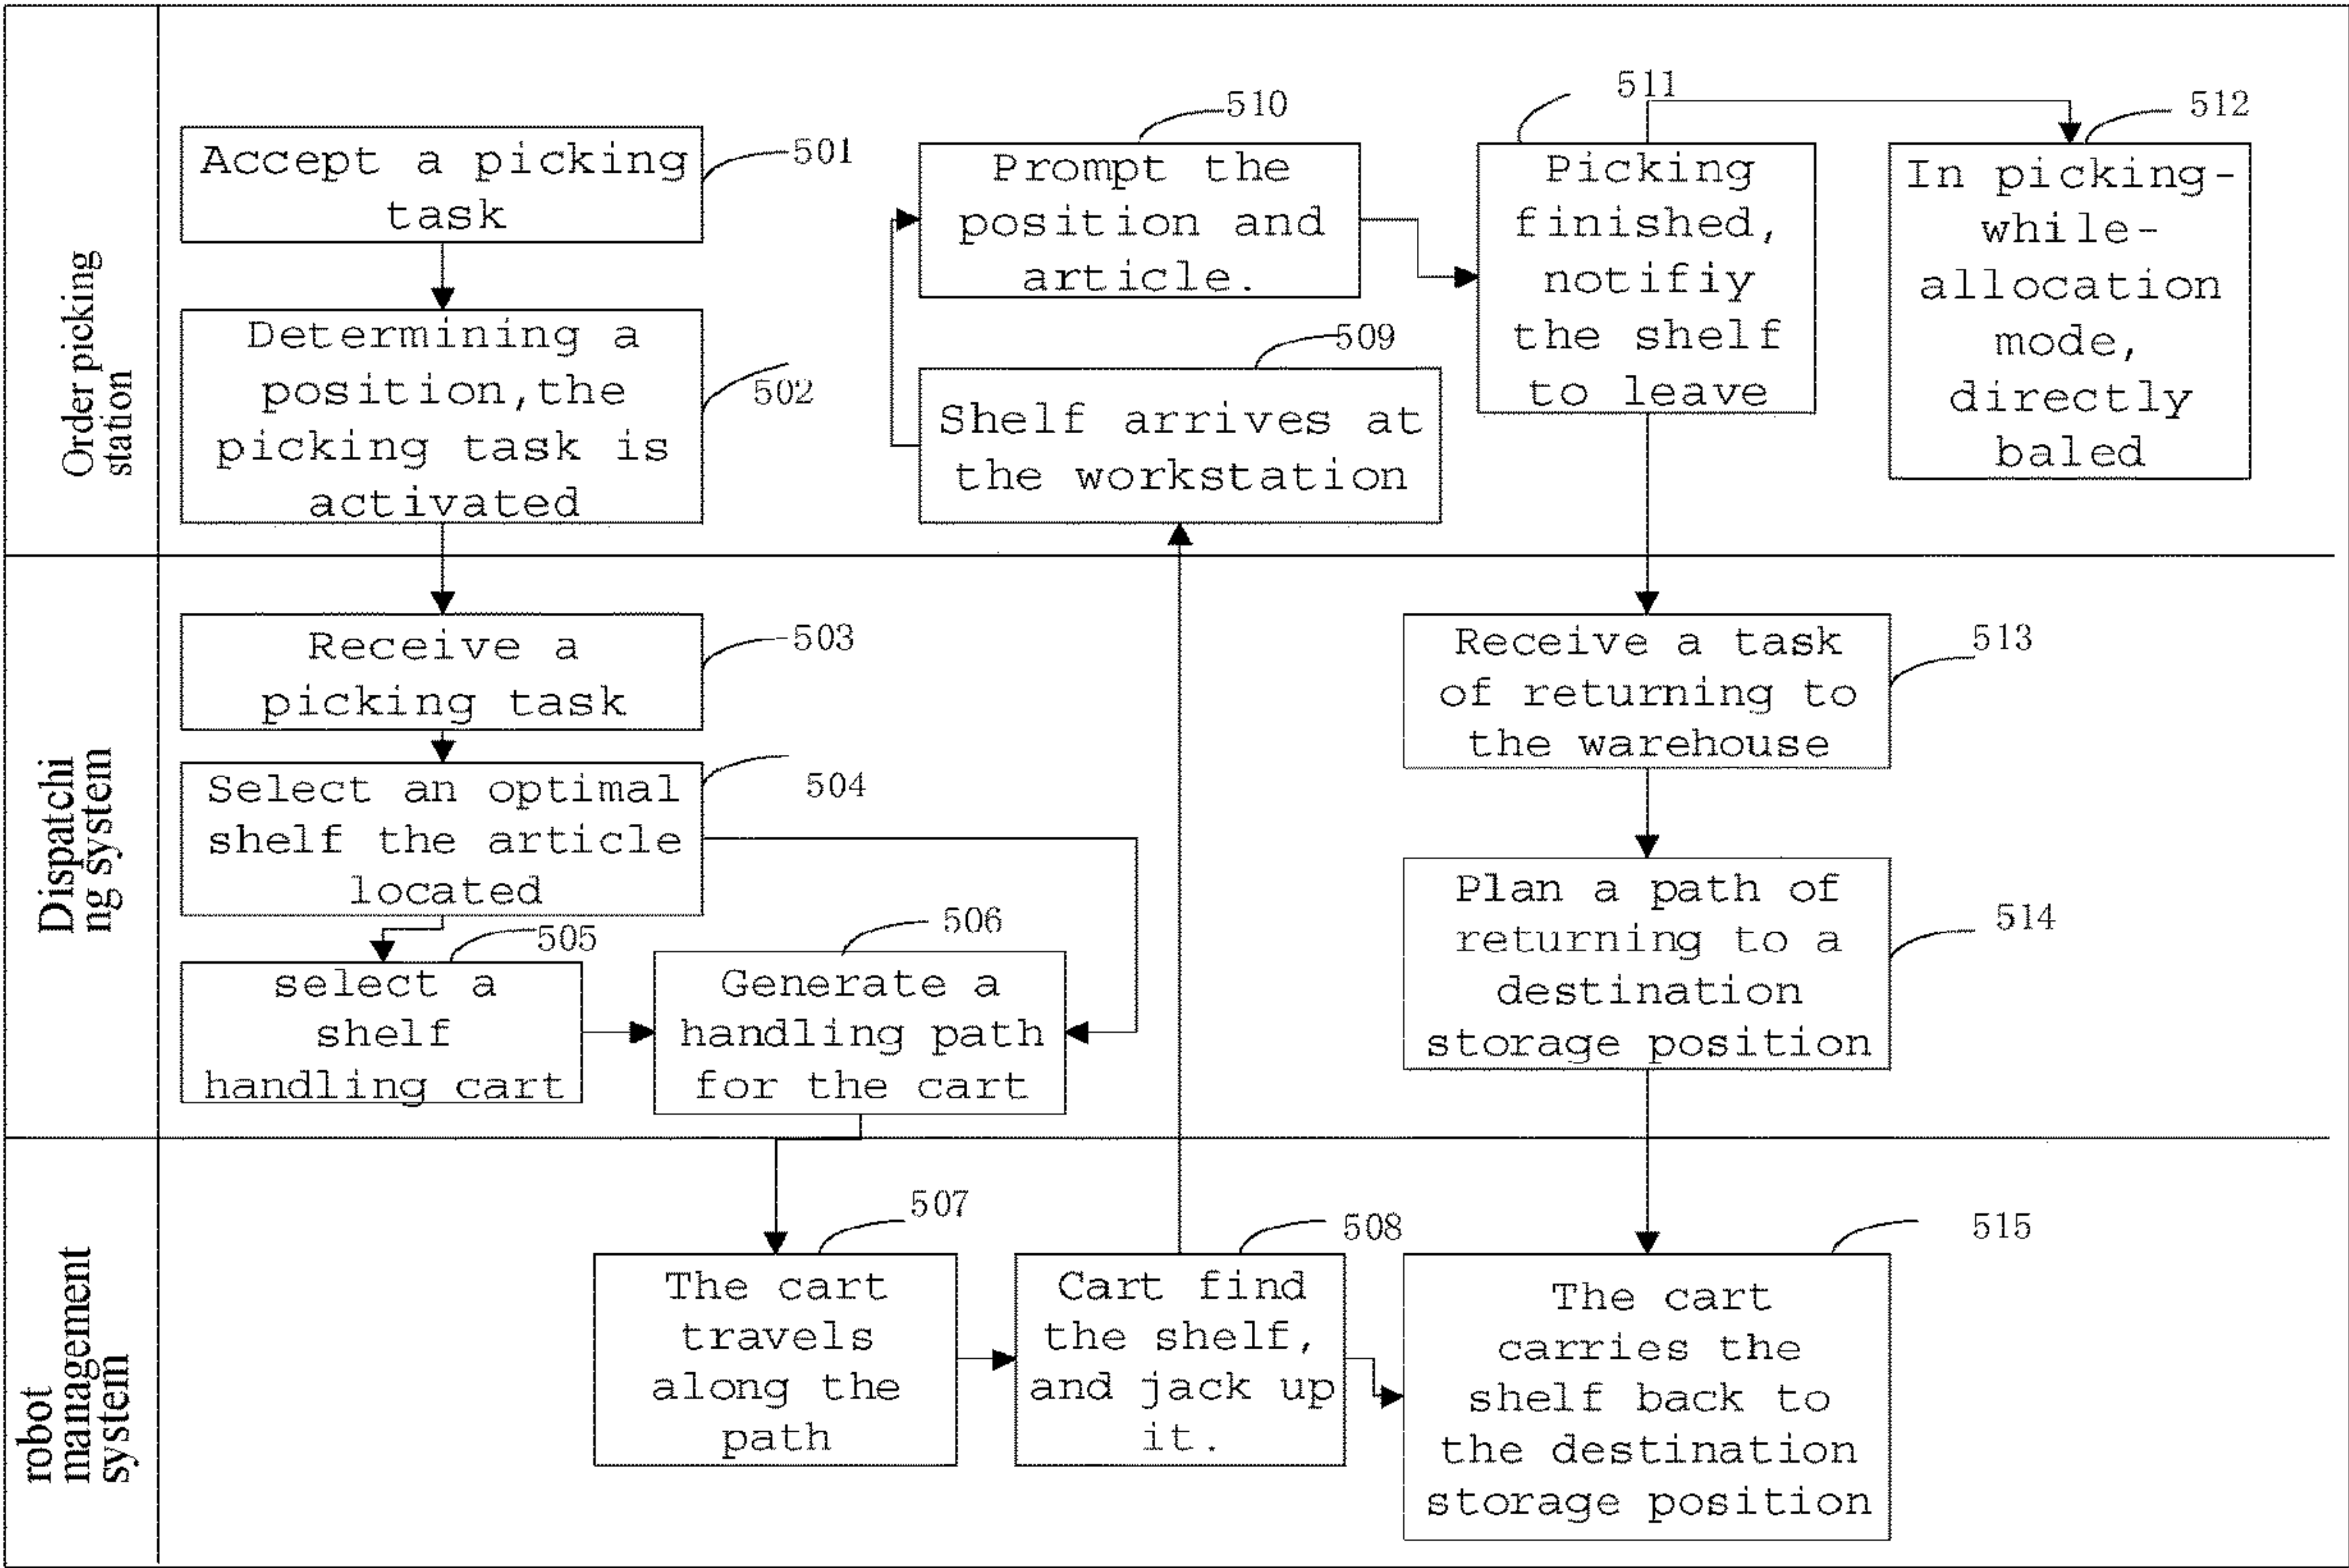 Order picking
station
Accept a picking
task
501
Determining a
position,the
picking task is
activated
502
510
Prompt the
position and
article.
509
Shelf arrives at
the workstation
511
Picking
finished,
notifiy
the shelf
to leave
512
In picking-
while-
allocation
mode,
directly
baled
Dispatchi
ng system
Receive a
picking task
503
Select an optimal
shelf the article
located
504
505
select a
shelf
handling cart
506
Generate a
handling path
for the cart
Receive a task
of returning to
the warehouse
513
Plan a path of
returning to a
destination
storage position
514
robot
management
system
507
The cart
travels
along the
path
508
Cart find
the shelf,
and jack up
it.
515
The cart
carries the
shelf back to
the destination
storage position